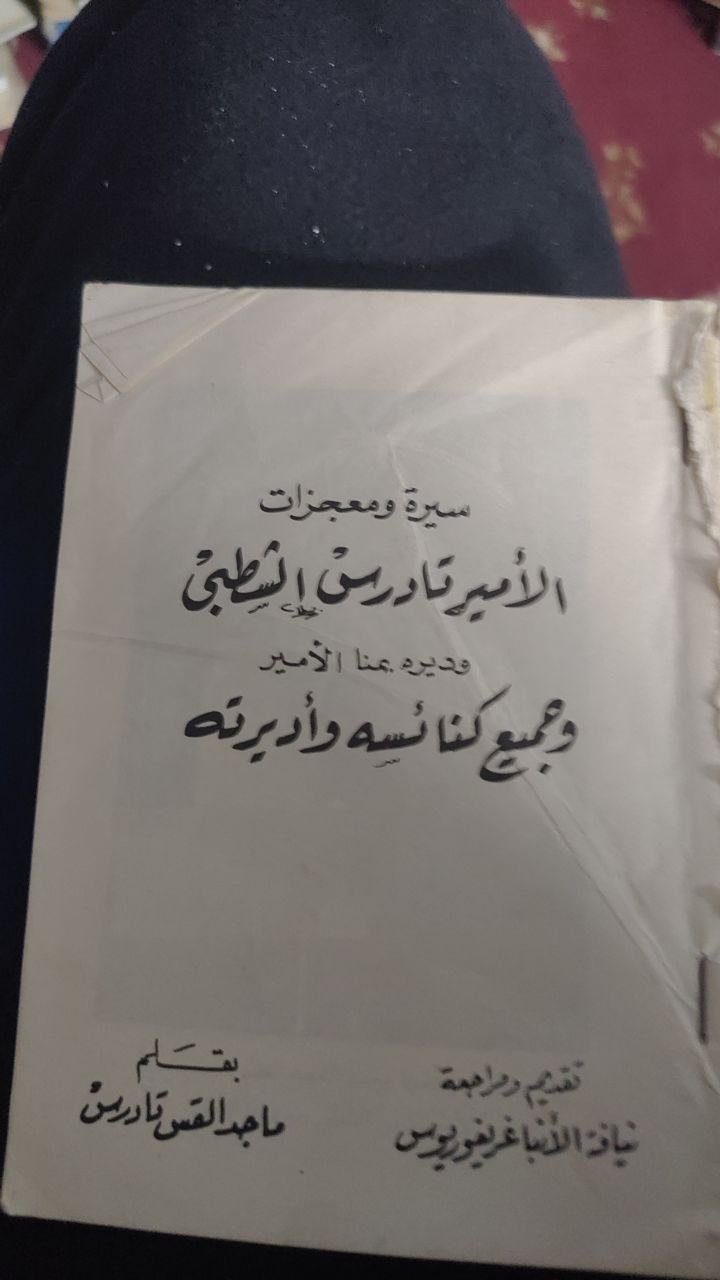 سيرة ومعجزات
الأمير تادرس الشطبى
وديره بمنا الأمير
وجميع كنائسه وأديرته
تقديم ومراجعة
نيافة الأنبا غريغوريوس
بقلم
ماجد القس تادرس